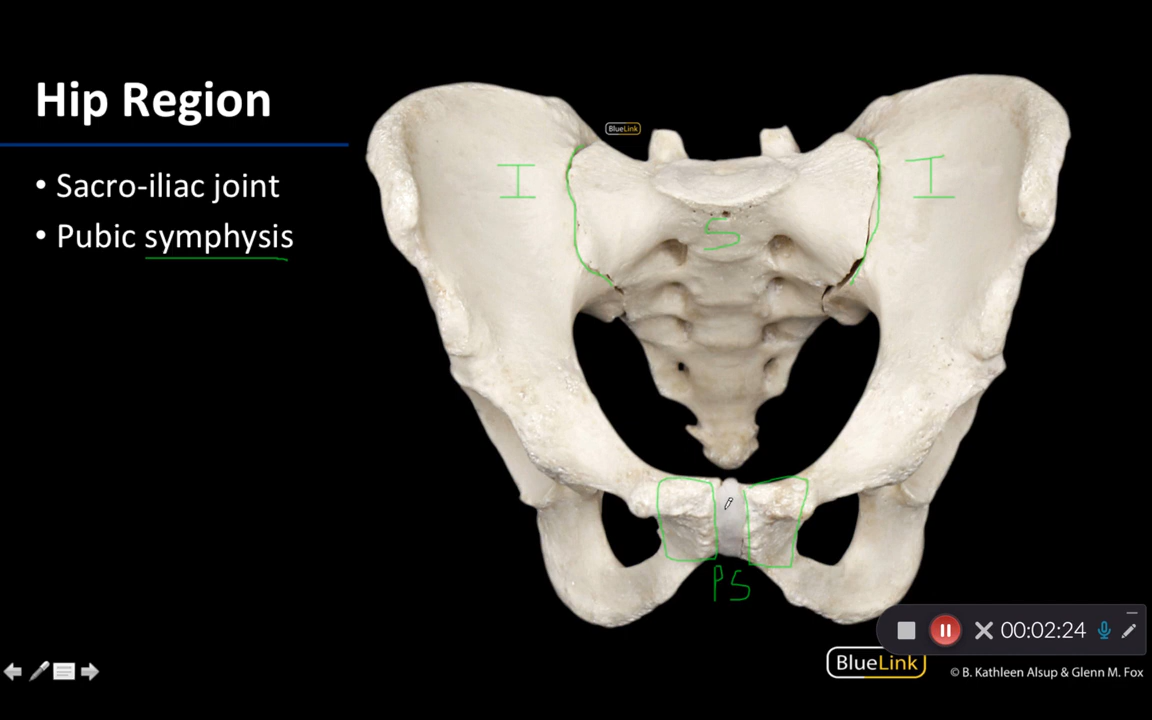 Hip Region
• Sacro-iliac joint
• Pubic symphysis
BlueLink
I
I
S
PS
00:02:24
BlueLink
© B. Kathleen Alsup & Glenn M. Fox